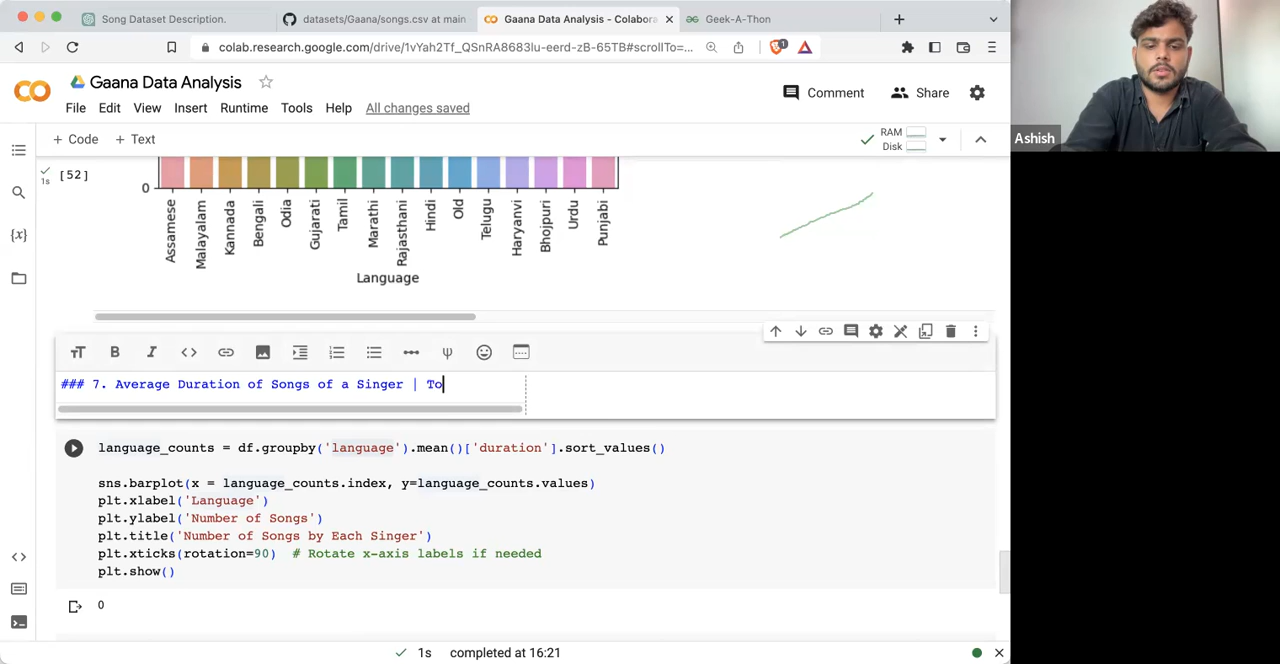 Song Dataset Description.
datasets/Gaana/songs.csv at main
Gaana Data Analysis - Colabora
Geek-A-Thon
colab.research.google.com/drive/1vYah2Tf_QSnRA8683lu-eerd-zB-65TB#scrollTo=...
1
Gaana Data Analysis
File Edit View Insert Runtime Tools Help All changes saved
Comment Share
Ashish
+ Code + Text
RAM
Disk
1s
[52]
0
Assamese
Malayalam
Kannada
Bengali
Odia
Gujarati
Tamil
Marathi
Rajasthani
Hindi
Old
Telugu
Haryanvi
Bhojpuri
Urdu
Punjabi
Language
### 7. Average Duration of Songs of a Singer | To
language_counts = df.groupby('language').mean()['duration'].sort_values()
sns.barplot(x = language_counts.index, y=language_counts.values)
plt.xlabel('Language')
plt.ylabel('Number of Songs')
plt.title('Number of Songs by Each Singer')
plt.xticks(rotation=90)  # Rotate x-axis labels if needed
plt.show()
0
1s completed at 16:21